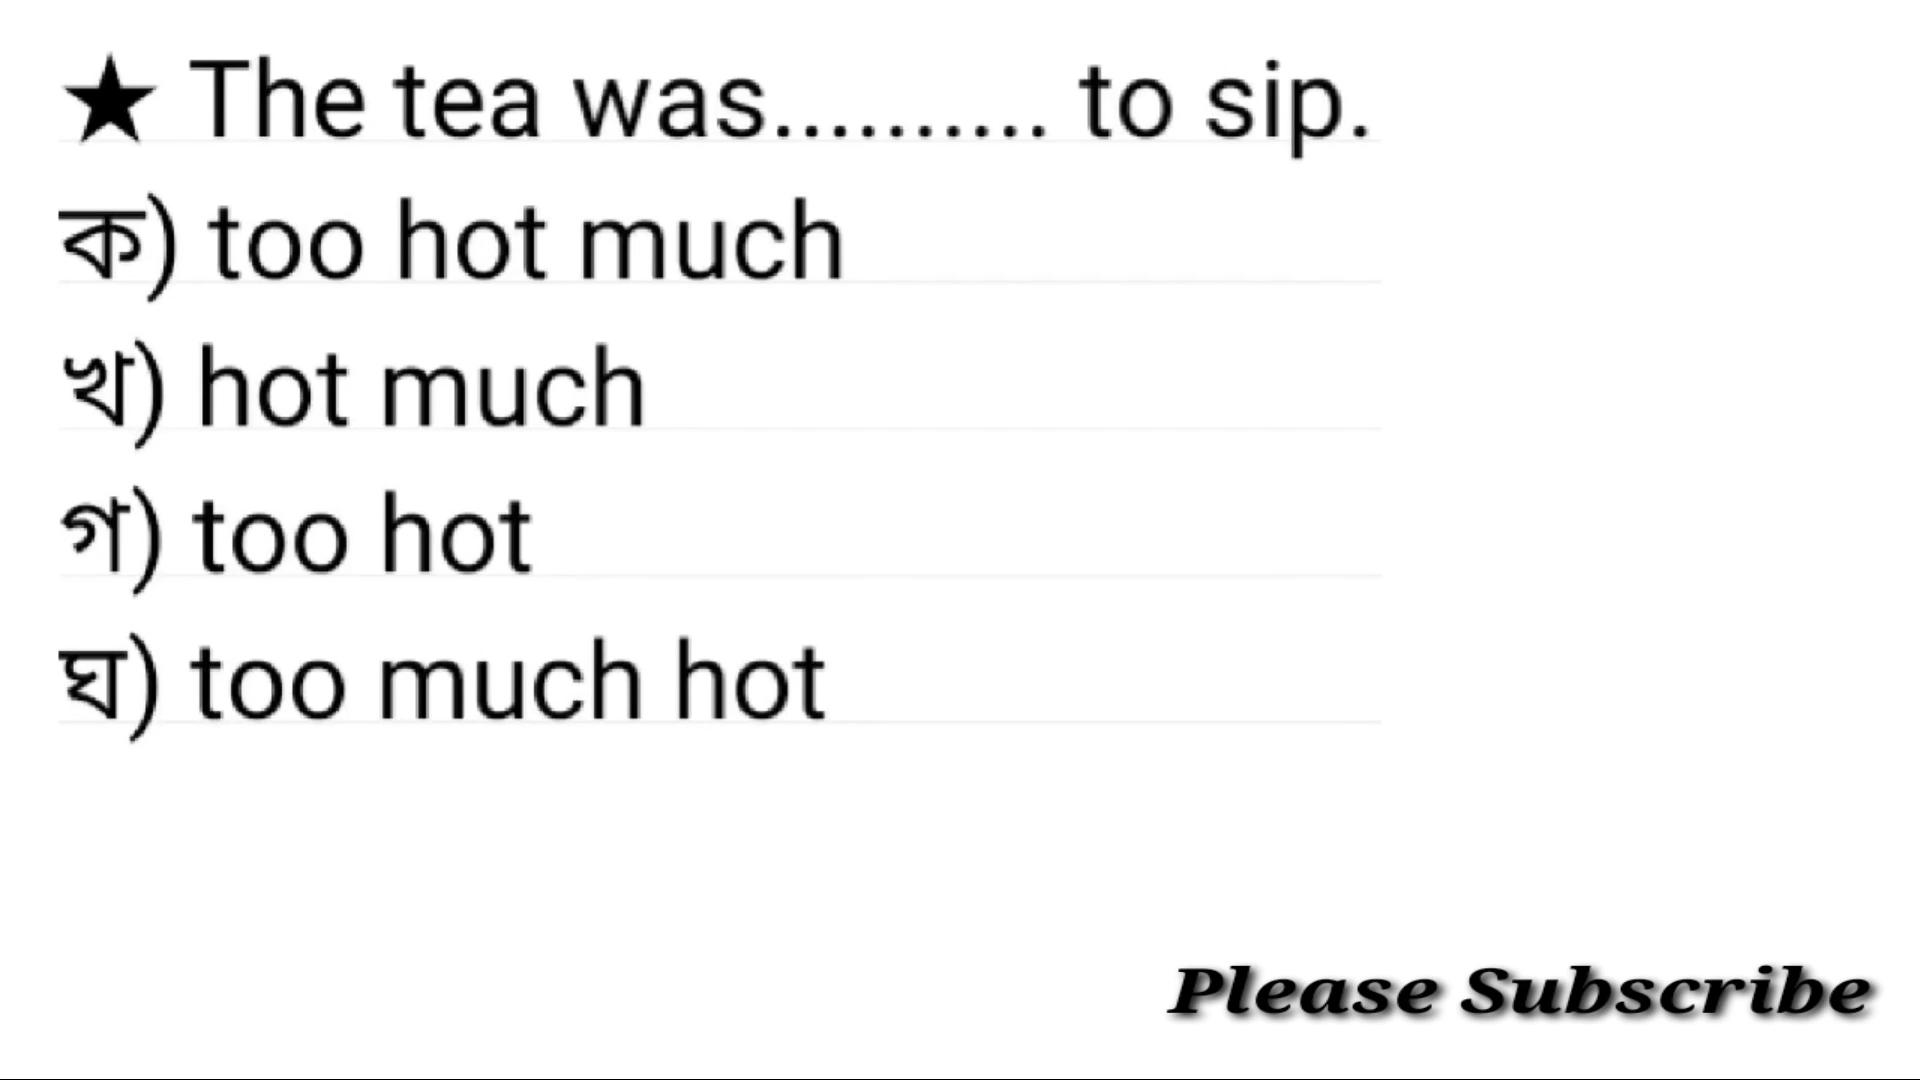 ★ The tea was.......... to sip.
ক) too hot much
খ) hot much
গ) too hot
ঘ) too much hot
Please Subscribe